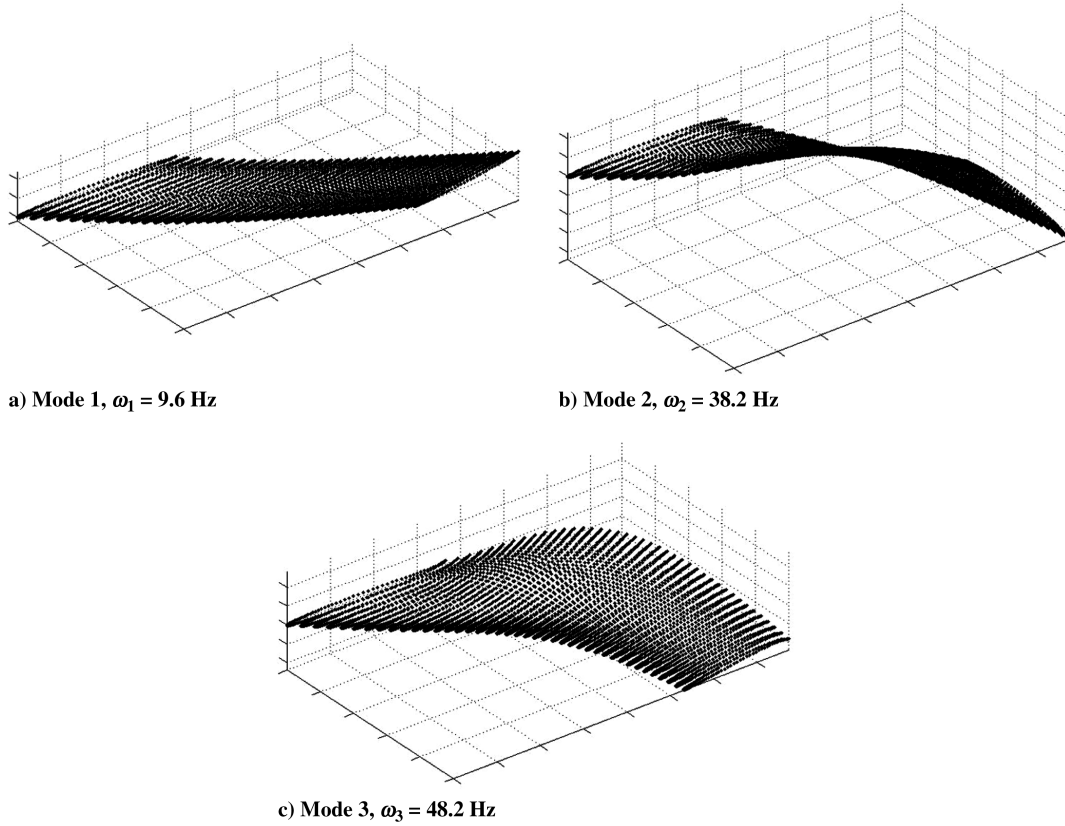 a) Mode 1, ω₁ = 9.6 Hz
b) Mode 2, ω₂ = 38.2 Hz
c) Mode 3, ω₃ = 48.2 Hz